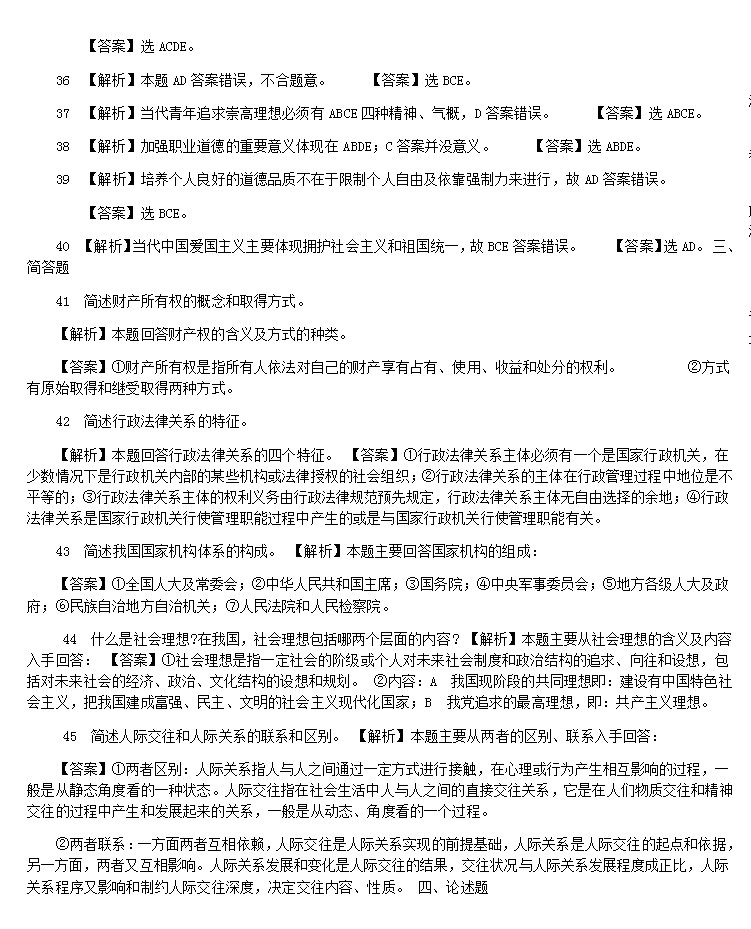 【答案】选 ACDE。
36 【解析】本题 AD 答案错误，不合题意。 【答案】选 BCE。
37 【解析】当代青年追求崇高理想必须有 ABCE 四种精神、气概，D 答案错误。 【答案】选 ABCE。
38 【解析】加强职业道德的重要意义体现在 ABDE；C 答案并没意义。 【答案】选 ABDE。
39 【解析】培养个人良好的道德品质不在于限制个人自由及依靠强制力来进行，故 AD 答案错误。
【答案】选 BCE。
40 【解析】当代中国爱国主义主要体现拥护社会主义和祖国统一，故 BCE 答案错误。 【答案】选 AD。 三、
简答题
41 简述财产所有权的概念和取得方式。
【解析】本题回答财产权的含义及方式的种类。
【答案】①财产所有权是指所有人依法对自己的财产享有占有、使用、收益和处分的权利。 ②方式
有原始取得和继受取得两种方式。
42 简述行政法律关系的特征。
【解析】本题回答行政法律关系的四个特征。 【答案】①行政法律关系主体必须有一个是国家行政机关，在
少数情况下是行政机关内部的某些机构或法律授权的社会组织；②行政法律关系的主体在行政管理过程中地位是不
平等的；③行政法律关系主体的权利义务由行政法律规范预先规定，行政法律关系主体无自由选择的余地；④行政
法律关系是国家行政机关行使管理职能过程中产生的或是与国家行政机关行使管理职能有关。
43 简述我国国家机构体系的构成。 【解析】本题主要回答国家机构的组成：
【答案】①全国人大及常委会；②中华人民共和国主席；③国务院；④中央军事委员会；⑤地方各级人大及政
府；⑥民族自治地方自治机关；⑦人民法院和人民检察院。
44 什么是社会理想?在我国，社会理想包括哪两个层面的内容? 【解析】本题主要从社会理想的含义及内容
入手回答： 【答案】①社会理想是指一定社会的阶级或个人对未来社会制度和政治结构的追求、向往和设想，包
括对未来社会的经济、政治、文化结构的设想和规划。 ②内容：A 我国现阶段的共同理想即：建设有中国特色社
会主义，把我国建成富强、民主、文明的社会主义现代化国家；B 我党追求的最高理想，即：共产主义理想。
45 简述人际交往和人际关系的联系和区别。 【解析】本题主要从两者的区别、联系入手回答：
【答案】①两者区别：人际关系指人与人之间通过一定方式进行接触，在心理或行为产生相互影响的过程，一
般是从静态角度看的一种状态。人际交往指在社会生活中人与人之间的直接交往关系，它是在人们物质交往和精神
交往的过程中产生和发展起来的关系，一般是从动态、角度看的一个过程。
②两者联系：一方面两者互相依赖，人际交往是人际关系实现的前提基础，人际关系是人际交往的起点和依据，
另一方面，两者又互相影响。人际关系发展和变化是人际交往的结果，交往状况与人际关系发展程度成正比，人际
关系程序又影响和制约人际交往深度，决定交往内容、性质。 四、论述题